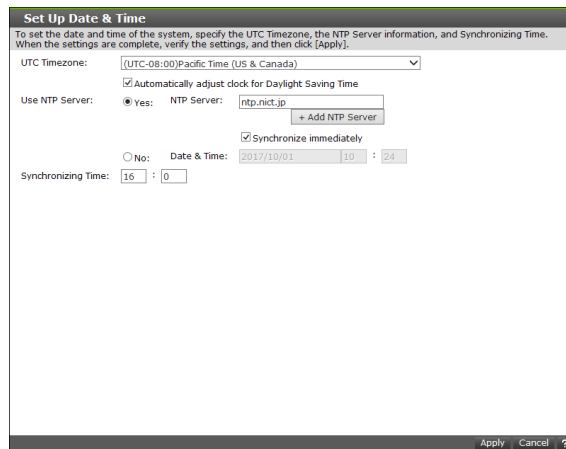 Set Up Date & Time
To set the date and time of the system, specify the UTC Timezone, the NTP Server information, and Synchronizing Time.
When the settings are complete, verify the settings, and then click [Apply].
UTC Timezone: (UTC-08:00)Pacific Time (US & Canada)
Automatically adjust clock for Daylight Saving Time
Use NTP Server: Yes: NTP Server: ntp.nict.jp
+ Add NTP Server
Synchronize immediately
No: Date & Time: 2017/10/01 10 : 24
Synchronizing Time: 16 : 0
Apply Cancel ?